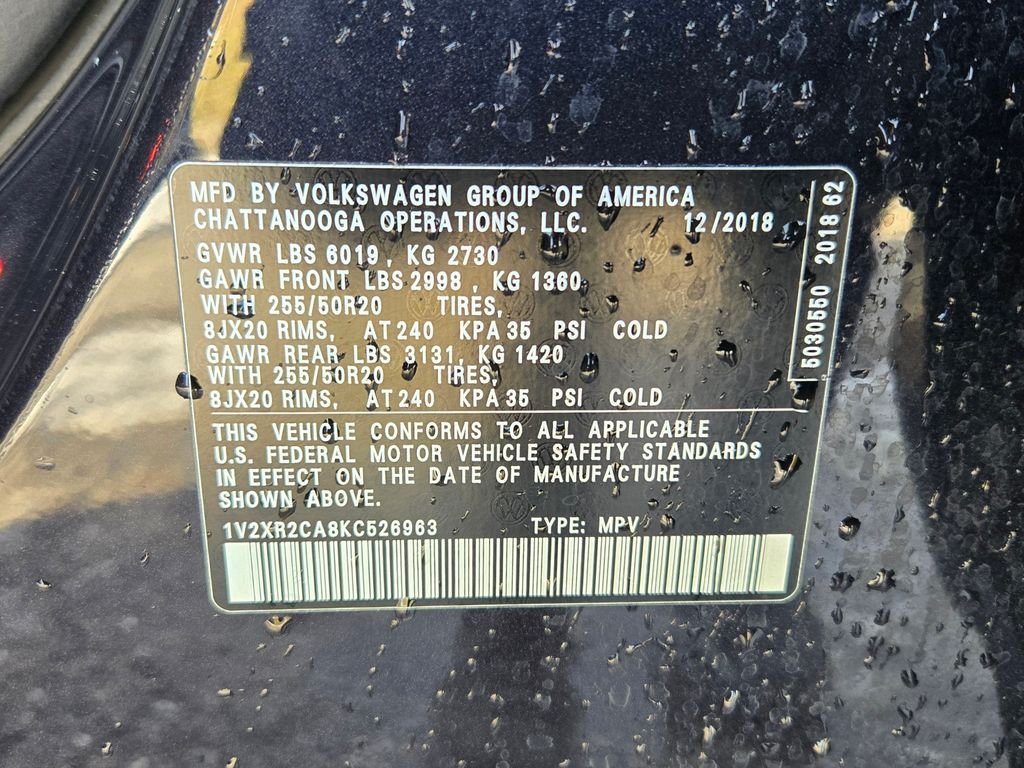 MFD BY VOLKSWAGEN GROUP OF AMERICA
CHATTANOOGA OPERATIONS, LLC. 12/2018
GVWR LBS 6019, KG 2730
GAWR FRONT LBS 2998, KG 1360
WITH 255/50R20 TIRES,
8JX20 RIMS, AT 240 KPA 35 PSI COLD
GAWR REAR LBS 3131, KG 1420
WITH 255/50R20 TIRES,
8JX20 RIMS, AT 240 KPA 35 PSI COLD
THIS VEHICLE CONFORMS TO ALL APPLICABLE
U.S. FEDERAL MOTOR VEHICLE SAFETY STANDARDS
IN EFFECT ON THE DATE OF MANUFACTURE
SHOWN ABOVE.
1V2XR2CA8KC526963 TYPE: MPV
5030550 2018 62